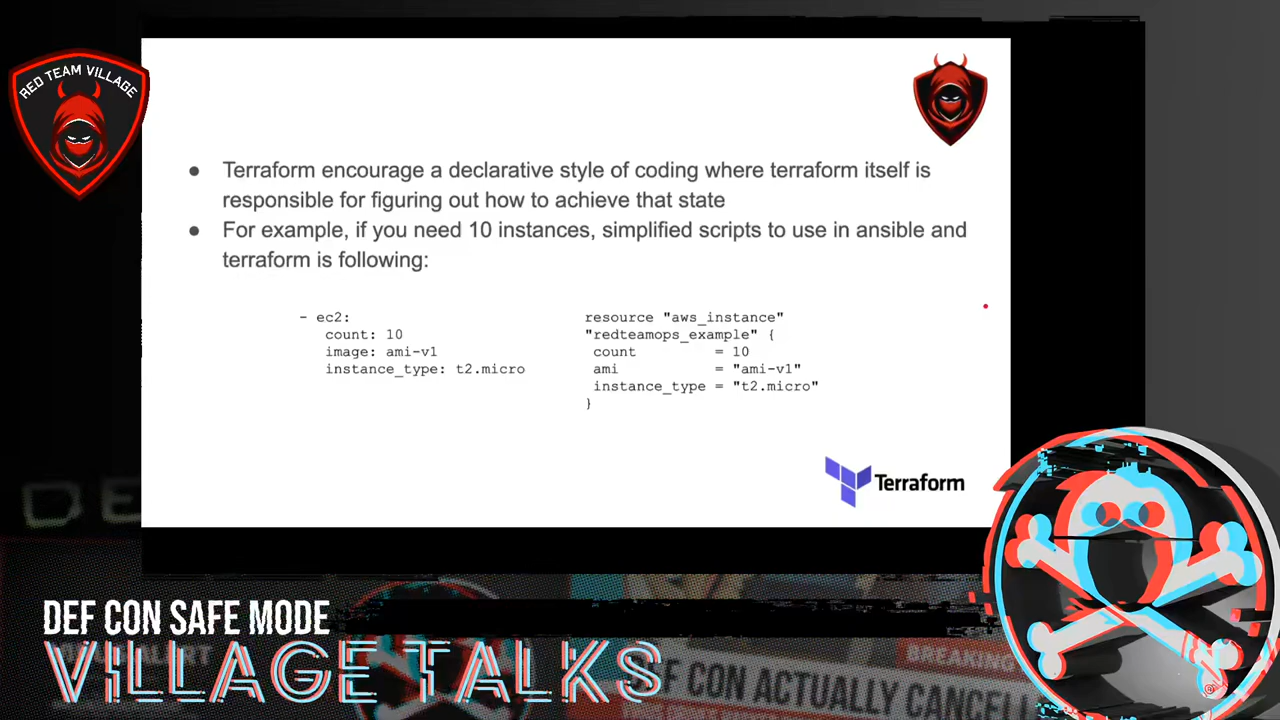 RED TEAM VILLAGE
● Terraform encourage a declarative style of coding where terraform itself is
responsible for figuring out how to achieve that state
● For example, if you need 10 instances, simplified scripts to use in ansible and
terraform is following:
- ec2:
count: 10
image: ami-v1
instance_type: t2.micro
resource "aws_instance"
"redteamops_example" {
count = 10
ami = "ami-v1"
instance_type = "t2.micro"
}
Terraform
DEF CON SAFE MODE
VILLAGE TALKS
BREAKING
DEF CON ACTUALLY